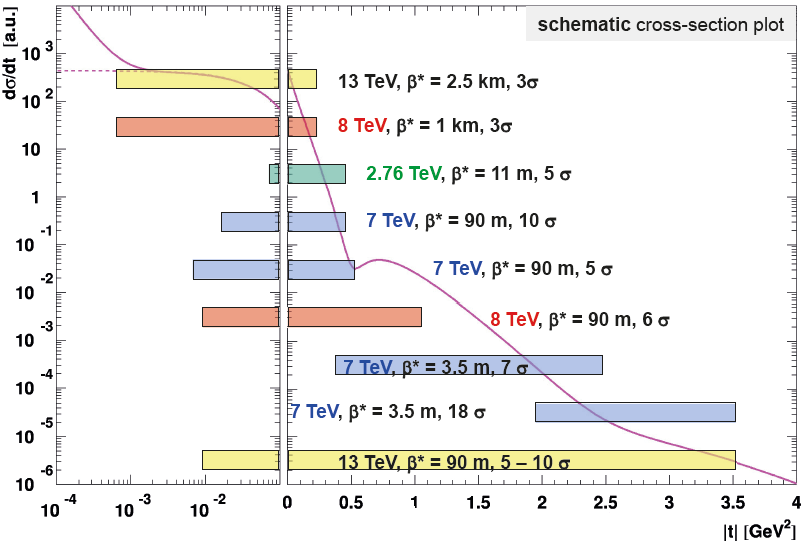 schematic cross-section plot
dσ/dt [a.u.]
10 3
10 2
10
1
10 -1
10 -2
10 -3
10 -4
10 -5
10 -6
13 TeV, β* = 2.5 km, 3σ
8 TeV, β* = 1 km, 3σ
2.76 TeV, β* = 11 m, 5 σ
7 TeV, β* = 90 m, 10 σ
7 TeV, β* = 90 m, 5 σ
8 TeV, β* = 90 m, 6 σ
7 TeV, β* = 3.5 m, 7 σ
7 TeV, β* = 3.5 m, 18 σ
13 TeV, β* = 90 m, 5 – 10 σ
10 -4 10 -3 10 -2 0 0.5 1 1.5 2 2.5 3 3.5 4
|t| [GeV2]